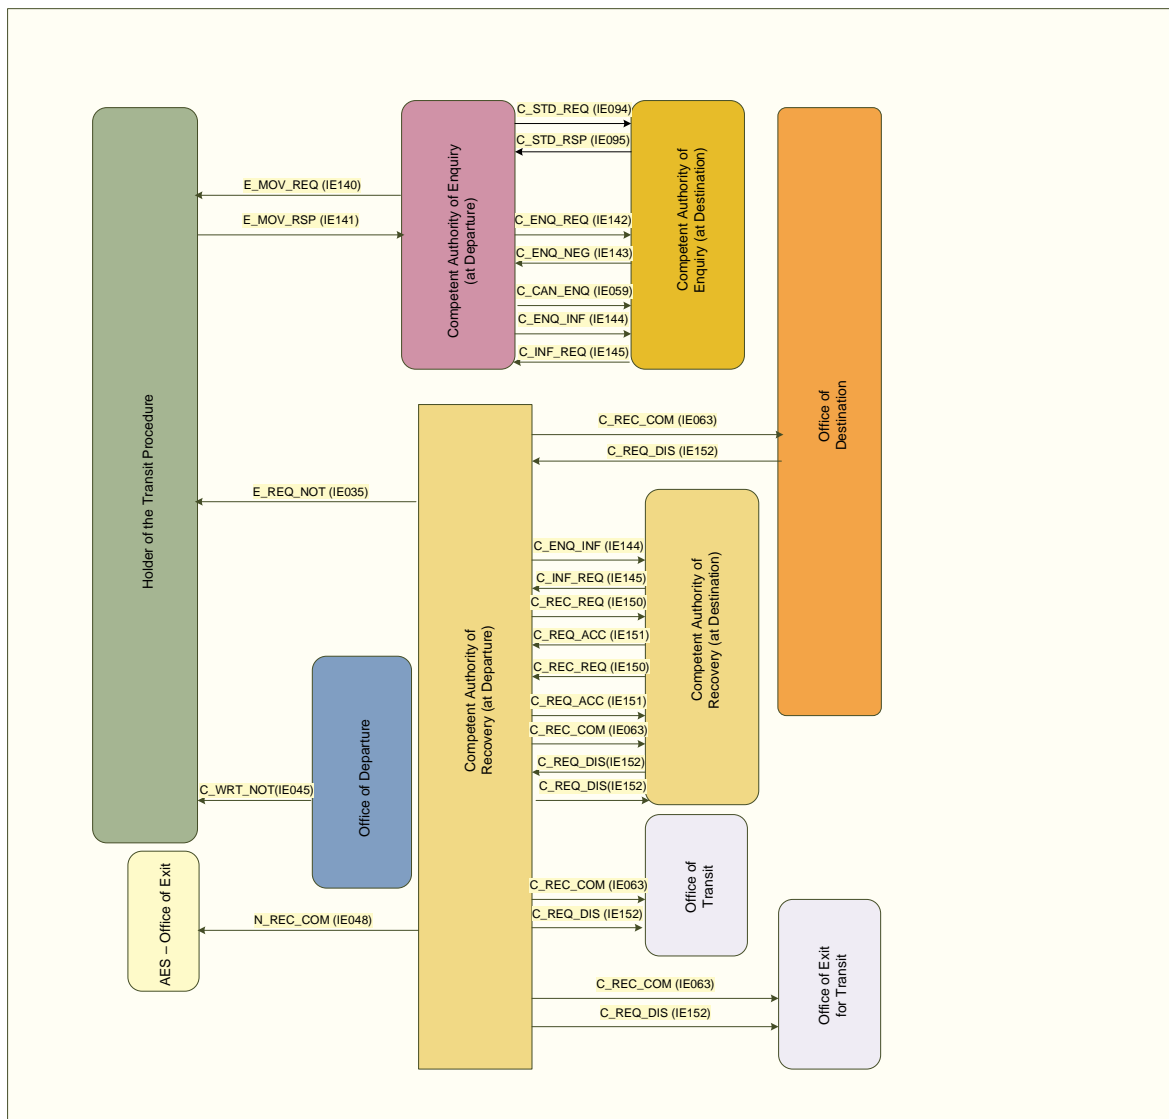 C_STD_REQ (IE094)
C_STD_RSP (IE095)
E_MOV_REQ (IE140)
E_MOV_RSP (IE141)
C_ENQ_REQ (IE142)
C_ENQ_NEG (IE143)
C_CAN_ENQ (IE059)
C_ENQ_INF (IE144)
C_INF_REQ (IE145)
Competent Authority of Enquiry
(at Departure)
Competent Authority of
Enquiry (at Destination)
Holder of the Transit Procedure
Office of
Destination
C_REC_COM (IE063)
C_REQ_DIS (IE152)
E_REQ_NOT (IE035)
C_ENQ_INF (IE144)
C_INF_REQ (IE145)
C_REC_REQ (IE150)
C_REQ_ACC (IE151)
C_REC_REQ (IE150)
C_REQ_ACC (IE151)
C_REC_COM (IE063)
C_REQ_DIS(IE152)
C_REQ_DIS(IE152)
Competent Authority of
Recovery (at Departure)
Competent Authority of
Recovery (at Destination)
C_WRT_NOT(IE045)
Office of Departure
AES – Office of Exit
N_REC_COM (IE048)
C_REC_COM (IE063)
C_REQ_DIS (IE152)
Office of
Transit
C_REC_COM (IE063)
C_REQ_DIS (IE152)
Office of Exit
for Transit